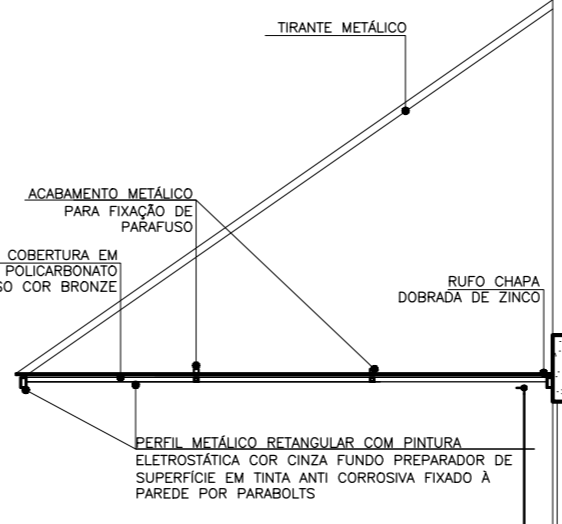 TIRANTE METÁLICO
ACABAMENTO METÁLICO
PARA FIXAÇÃO DE
PARAFUSO
COBERTURA EM
POLICARBONATO
SO COR BRONZE
RUFO CHAPA
DOBRADA DE ZINCO
PERFIL METÁLICO RETANGULAR COM PINTURA
ELETROSTÁTICA COR CINZA FUNDO PREPARADOR DE
SUPERFÍCIE EM TINTA ANTI CORROSIVA FIXADO À
PAREDE POR PARABOLTS